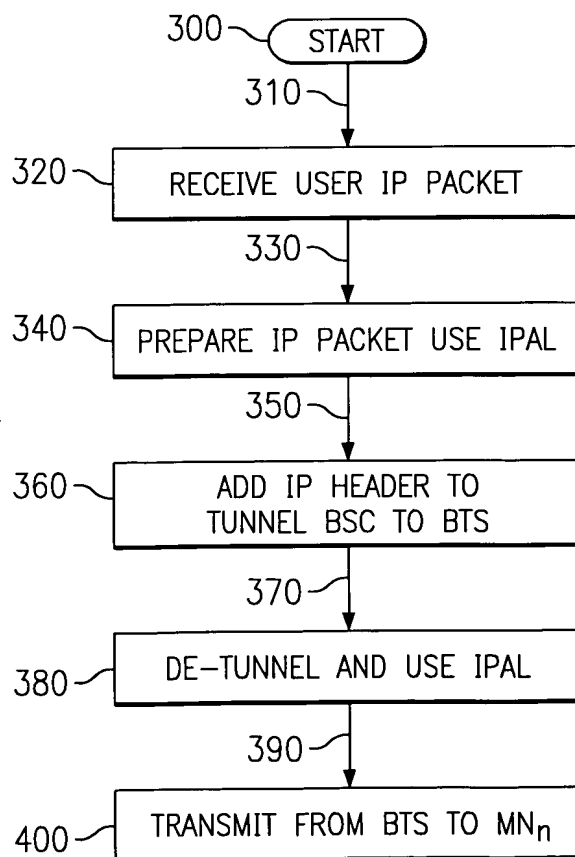 300 START
310
320 RECEIVE USER IP PACKET
330
340 PREPARE IP PACKET USE IPAL
350
360 ADD IP HEADER TO
TUNNEL BSC TO BTS
370
380 DE-TUNNEL AND USE IPAL
390
400 TRANSMIT FROM BTS TO MNn